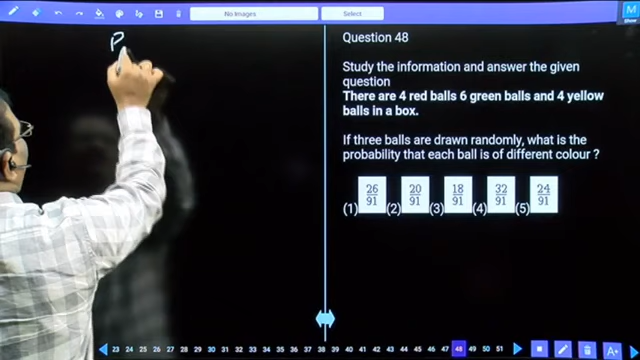 No Images
Select
M
P
Question 48
Study the information and answer the given
question
There are 4 red balls 6 green balls and 4 yellow
balls in a box.
If three balls are drawn randomly, what is the
probability that each ball is of different colour ?
(1) 26/91 (2) 20/91 (3) 18/91 (4) 32/91 (5) 24/91
23 24 25 26 27 28 29 30 31 32 33 34 35 36 37 38 39 40 41 42 43 44 45 46 47 48 49 50 51
A+